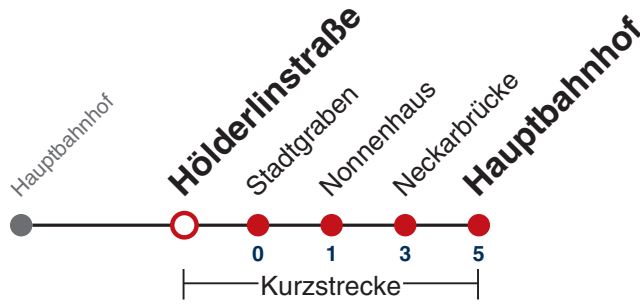 Hauptbahnhof
Hölderlinstraße
Stadtgraben
Nonnenhaus
Neckarbrücke
Hauptbahnhof
0 1 3 5
Kurzstrecke